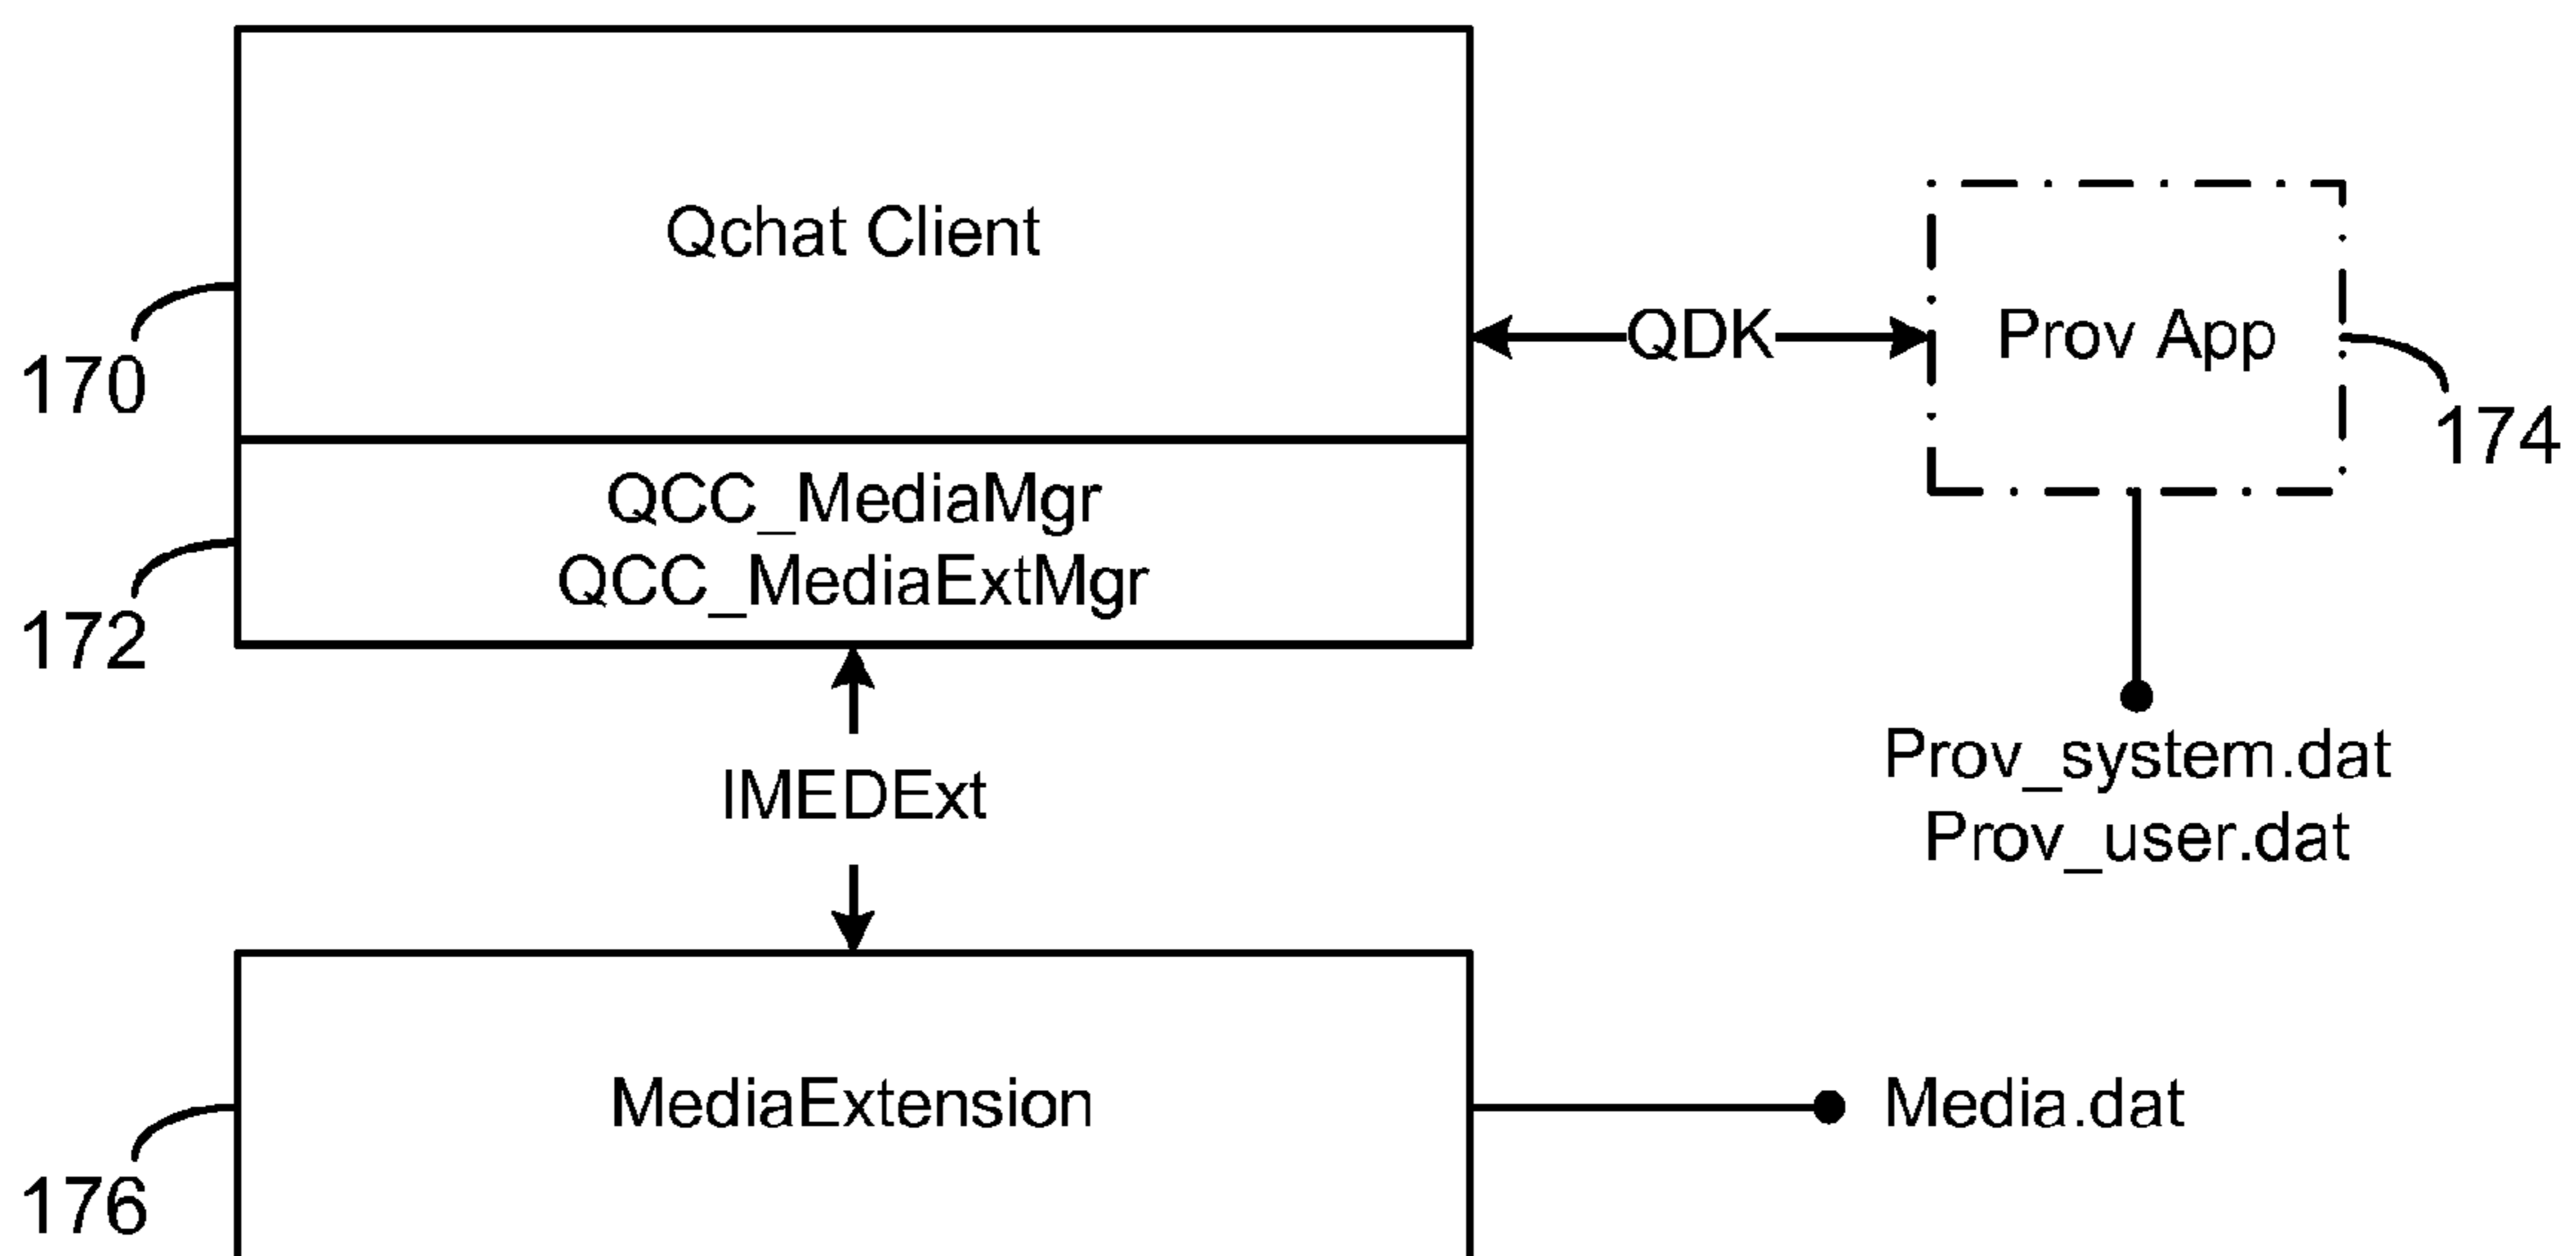 Qchat Client
170
QDK
Prov App
174
QCC_MediaMgr
QCC_MediaExtMgr
172
IMEDExt
Prov_system.dat
Prov_user.dat
MediaExtension
Media.dat
176